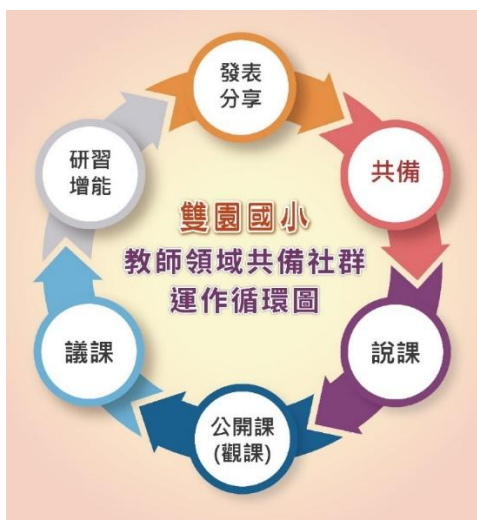 發表
分享
共備
說課
公開課
(觀課)
議課
研習
增能
雙園國小
教師領域共備社群
運作循環圖